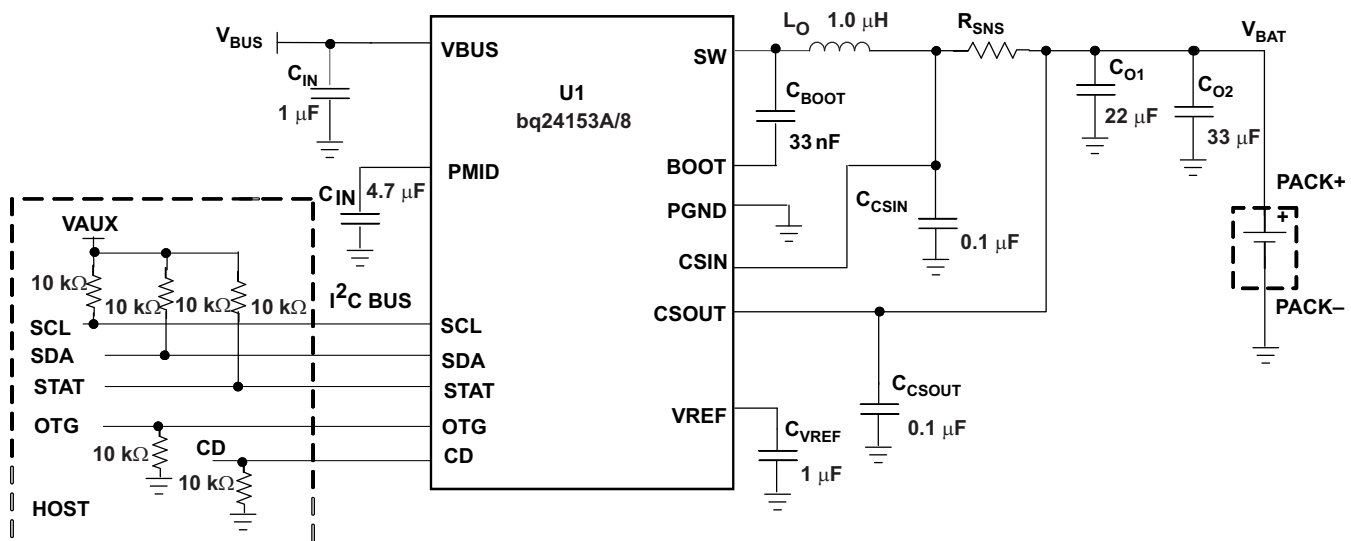 V_BUS
C_IN
1 μF
VBUS
U1
bq24153A/8
SW
L_O 1.0 μH
R_SNS
V_BAT
C_BOOT
33 nF
BOOT
C_O1
22 μF
C_O2
33 μF
PMID
C_IN
4.7 μF
PGND
C_CSIN
0.1 μF
CSIN
PACK+
+
PACK–
VAUX
10 kΩ
10 kΩ
10 kΩ
10 kΩ
I²C BUS
CSOUT
SCL
SCL
SDA
SDA
STAT
STAT
OTG
OTG
10 kΩ
CD
CD
10 kΩ
HOST
C_CSOUT
0.1 μF
VREF
C_VREF
1 μF